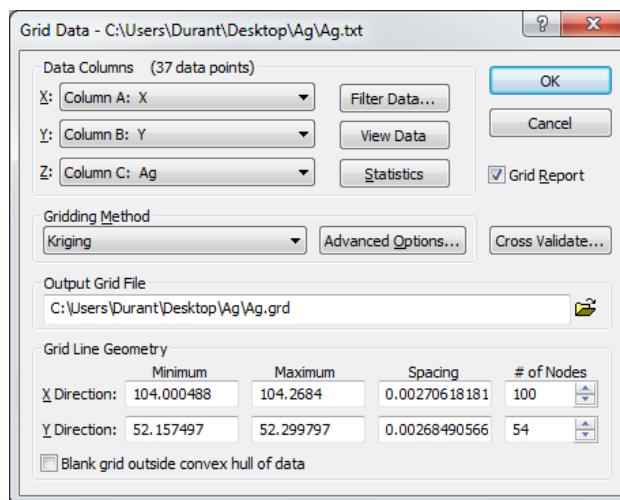 Grid Data - C:\Users\Durant\Desktop\Ag\Ag.txt
Data Columns (37 data points)
X: Column A: X
Filter Data...
Y: Column B: Y
View Data
Z: Column C: Ag
Statistics
OK
Cancel
Grid Report
Gridding Method
Kriging
Advanced Options...
Cross Validate...
Output Grid File
C:\Users\Durant\Desktop\Ag\Ag.grd
Grid Line Geometry
Minimum Maximum Spacing # of Nodes
X Direction: 104.000488 104.2684 0.00270618181 100
Y Direction: 52.157497 52.299797 0.00268490566 54
Blank grid outside convex hull of data